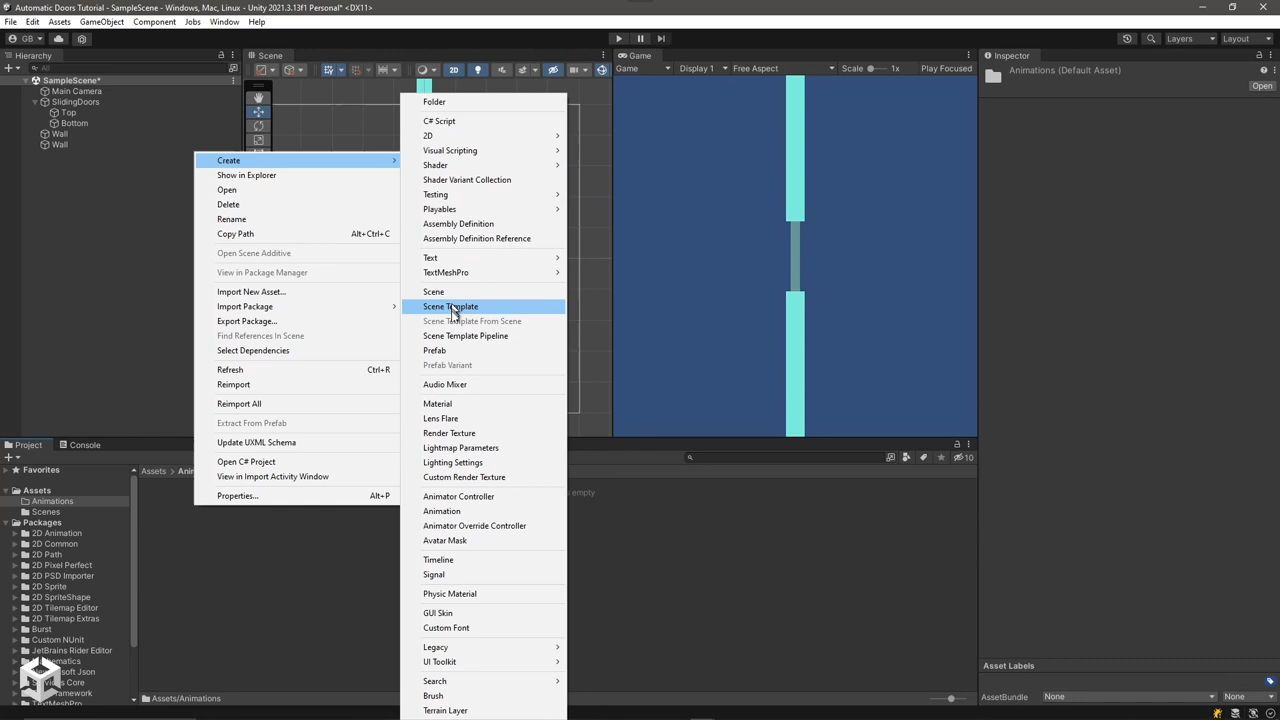 Automatic Doors Tutorial - SampleScene - Windows, Mac, Linux - Unity 2021.3.13f1 Personal* <DX11>
File Edit Assets GameObject Component Jobs Window Help
GB Layers Layout
Hierarchy
All
SampleScene*
Main Camera
SlidingDoors
Top
Bottom
Wall
Wall
Scene
2D
Game
Game Display 1 Free Aspect Scale 1x Play Focused
Inspector
Animations (Default Asset)
Open
Create
Show in Explorer
Open
Delete
Rename
Copy Path Alt+Ctrl+C
Open Scene Additive
View in Package Manager
Import New Asset...
Import Package
Export Package...
Find References In Scene
Select Dependencies
Refresh Ctrl+R
Reimport
Reimport All
Extract From Prefab
Update UXML Schema
Open C# Project
View in Import Activity Window
Properties... Alt+P
Folder
C# Script
2D
Visual Scripting
Shader
Shader Variant Collection
Testing
Playables
Assembly Definition
Assembly Definition Reference
Text
TextMeshPro
Scene
Scene Template
Scene Template From Scene
Scene Template Pipeline
Prefab
Prefab Variant
Audio Mixer
Material
Lens Flare
Render Texture
Lightmap Parameters
Lighting Settings
Custom Render Texture
Animator Controller
Animation
Animator Override Controller
Avatar Mask
Timeline
Signal
Physic Material
GUI Skin
Custom Font
Legacy
UI Toolkit
Search
Brush
Terrain Layer
Project Console
10
Favorites
Assets
Animations
Scenes
Packages
2D Animation
2D Common
2D Path
2D Pixel Perfect
2D PSD Importer
2D Sprite
2D SpriteShape
2D Tilemap Editor
2D Tilemap Extras
Burst
Custom NUnit
JetBrains Rider Editor
Assets > Ani
empty
Assets/Animations
Asset Labels
AssetBundle None None